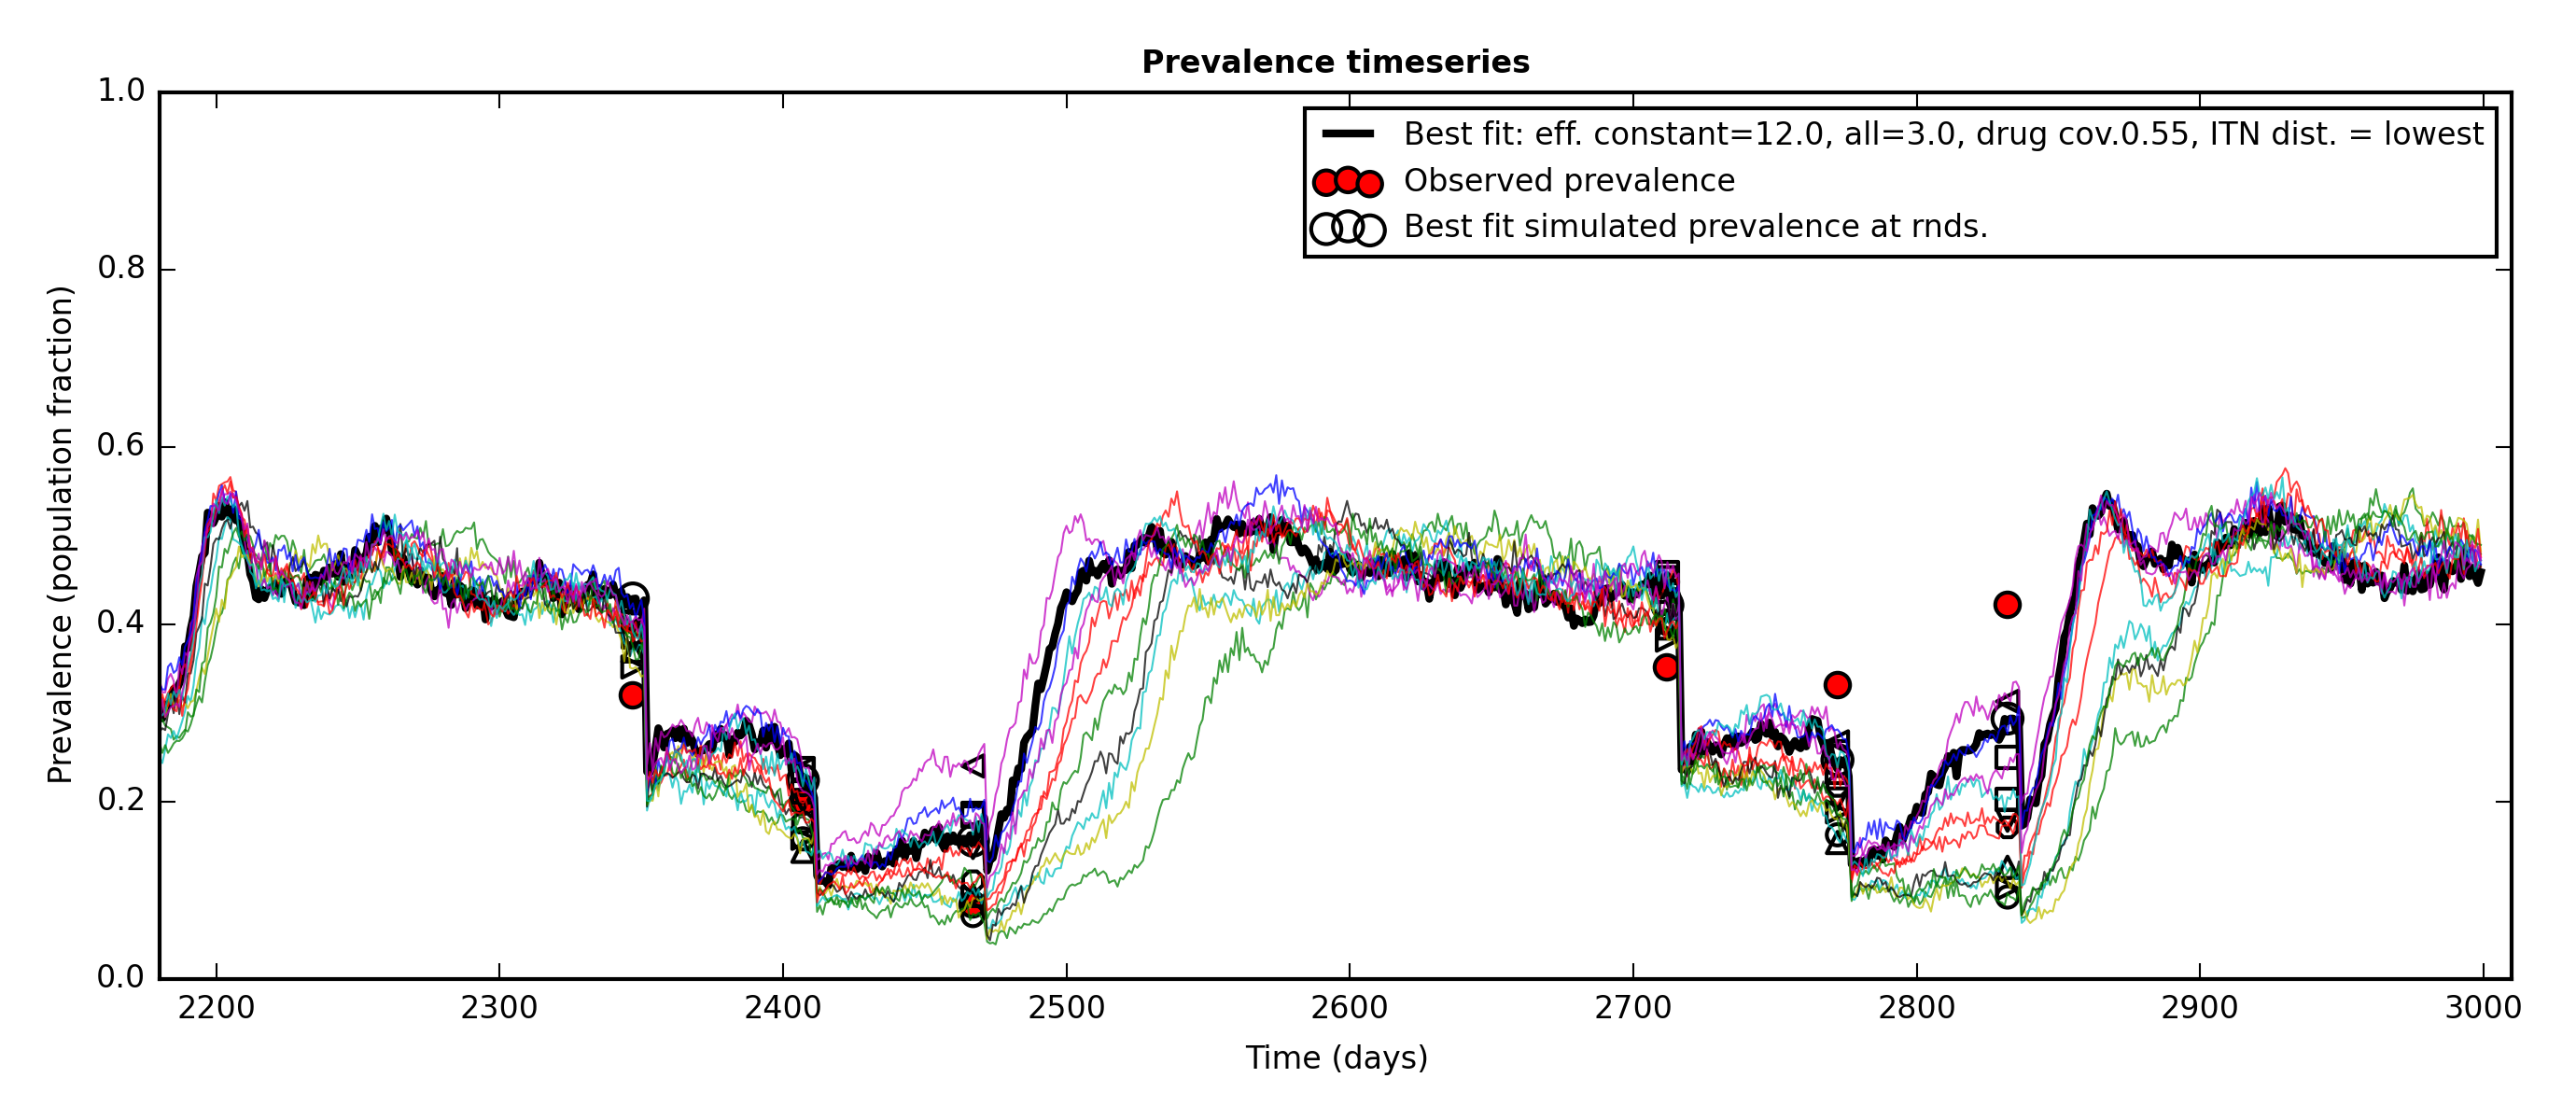 Prevalence timeseries
Best fit: eff. constant=12.0, all=3.0, drug cov.0.55, ITN dist. = lowest
Observed prevalence
Best fit simulated prevalence at rnds.
Prevalence (population fraction)
1.0
0.8
0.6
0.4
0.2
0.0
2200 2300 2400 2500 2600 2700 2800 2900 3000
Time (days)